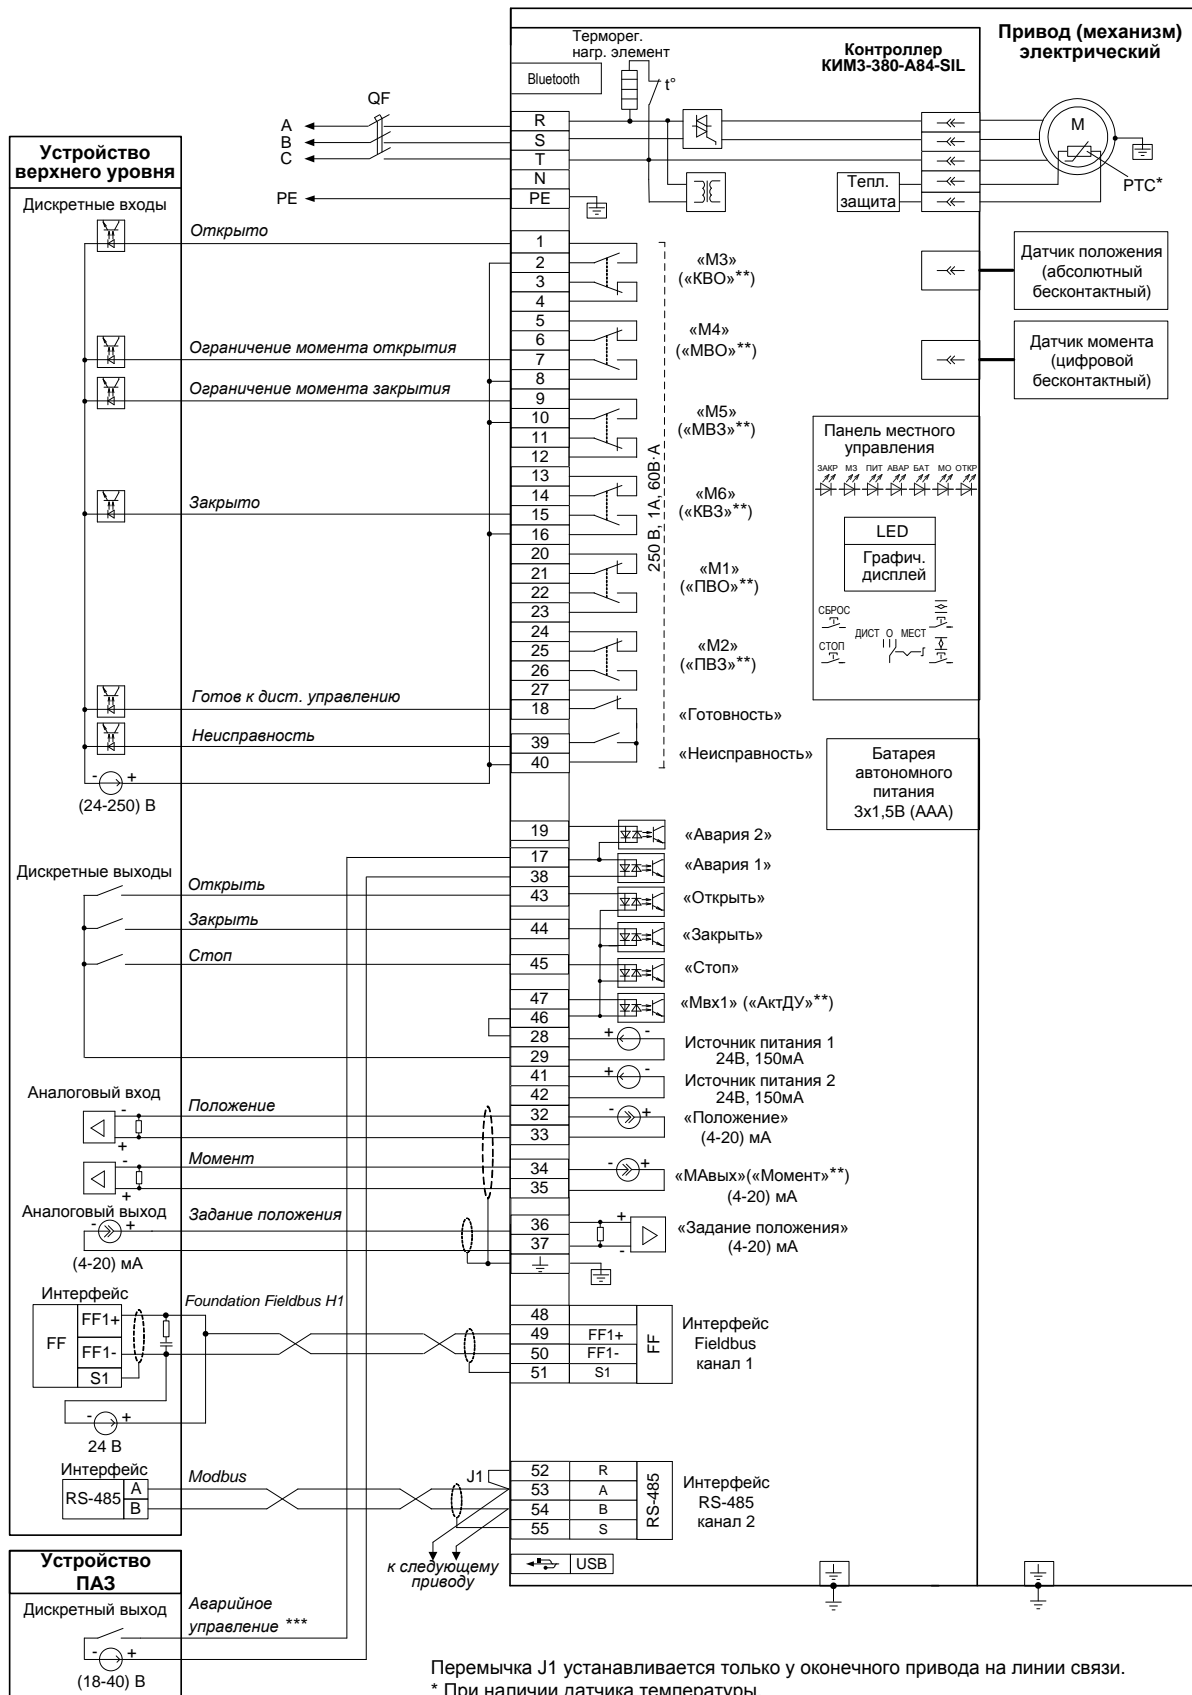 Привод (механизм)
электрический
Терморег.
нагр. элемент
Контроллер
КИМ3-380-А84-SIL
Bluetooth
t°
QF
A
B
C
PE
R
S
T
N
PE
M
PTC*
Тепл.
защита
Устройство
верхнего уровня
Дискретные входы
Открыто
1
2
3
4
«М3»
(«КВО»**)
Датчик положения
(абсолютный
бесконтактный)
5
6
7
8
«М4»
(«МВО»**)
Ограничение момента открытия
Датчик момента
(цифровой
бесконтактный)
Ограничение момента закрытия
9
10
11
12
«М5»
(«МВЗ»**)
250 В, 1А, 60В·А
Панель местного
управления
ЗАКР МЗ ПИТ АВАР БАТ МО ОТКР
Закрыто
13
14
15
16
«М6»
(«КВЗ»**)
LED
Графич.
дисплей
20
21
22
23
«М1»
(«ПВО»**)
СБРОС
СТОП
ДИСТ О МЕСТ
24
25
26
27
«М2»
(«ПВЗ»**)
Готов к дист. управлению
18
«Готовность»
Неисправность
39
40
«Неисправность»
Батарея
автономного
питания
3х1,5В (ААА)
- +
(24-250) В
19
«Авария 2»
17
38
«Авария 1»
Дискретные выходы
Открыть
43
«Открыть»
Закрыть
44
«Закрыть»
Стоп
45
«Стоп»
47
46
«Мвх1» («АктДУ»**)
28
29
+ -
Источник питания 1
24В, 150мА
41
42
+ -
Источник питания 2
24В, 150мА
Аналоговый вход
-
+
Положение
32
33
- +
«Положение»
(4-20) мА
-
+
Момент
34
35
- +
«МАвых»(«Момент»**)
(4-20) мА
Аналоговый выход
- +
(4-20) мА
Задание положения
36
37
+
-
«Задание положения»
(4-20) мА
Интерфейс
FF
FF1+
FF1-
S1
Foundation Fieldbus H1
- +
24 В
48
49 FF1+
50 FF1-
51 S1
FF
Интерфейс
Fieldbus
канал 1
Интерфейс
RS-485
A
B
Modbus
J1
52 R
53 A
54 B
55 S
RS-485
Интерфейс
RS-485
канал 2
USB
к следующему
приводу
Устройство
ПАЗ
Дискретный выход
- +
(18-40) В
Аварийное
управление ***
Перемычка J1 устанавливается только у оконечного привода на линии связи.
* При наличии датчика температуры